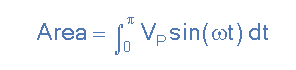 Area = ∫₀^π V_P sin(ωt) dt